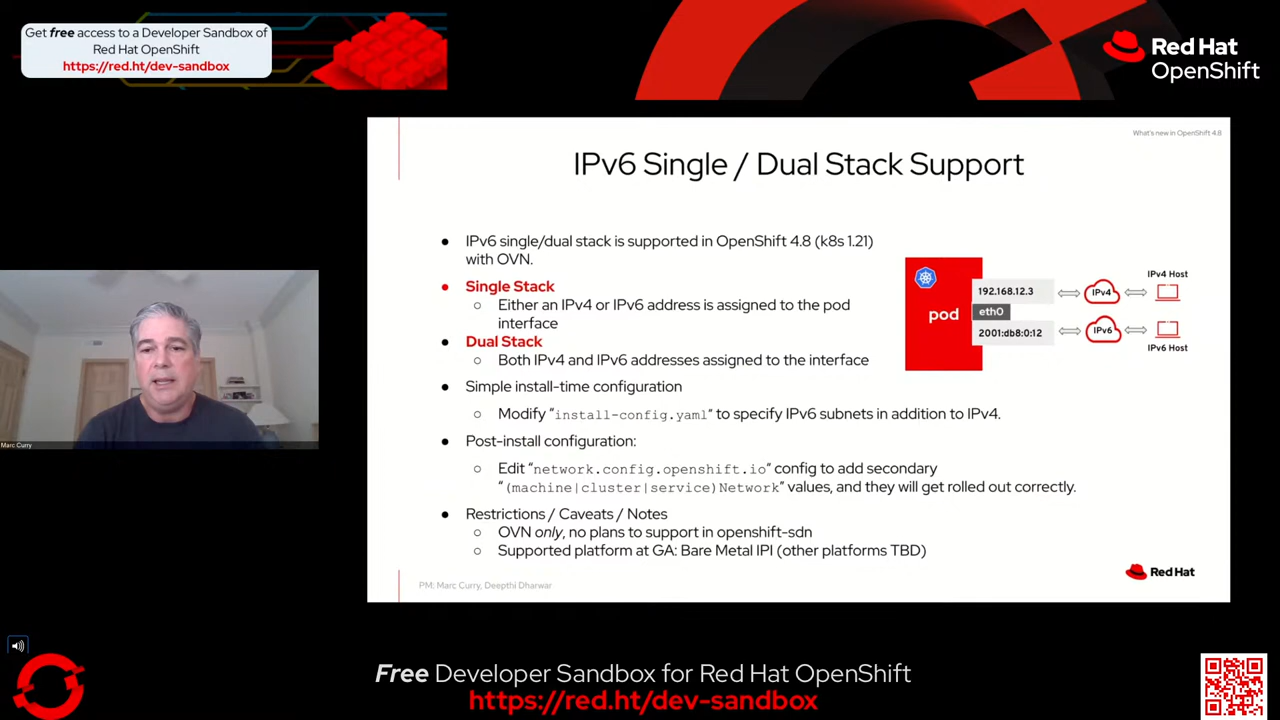 Get free access to a Developer Sandbox of
Red Hat OpenShift
https://red.ht/dev-sandbox
Red Hat
OpenShift
What's new in OpenShift 4.8
IPv6 Single / Dual Stack Support
● IPv6 single/dual stack is supported in OpenShift 4.8 (k8s 1.21)
with OVN.
● Single Stack
○ Either an IPv4 or IPv6 address is assigned to the pod
interface
● Dual Stack
○ Both IPv4 and IPv6 addresses assigned to the interface
● Simple install-time configuration
○ Modify “install-config.yaml” to specify IPv6 subnets in addition to IPv4.
● Post-install configuration:
○ Edit “network.config.openshift.io” config to add secondary
“(machine|cluster|service)Network” values, and they will get rolled out correctly.
● Restrictions / Caveats / Notes
○ OVN only, no plans to support in openshift-sdn
○ Supported platform at GA: Bare Metal IPI (other platforms TBD)
pod
192.168.12.3
eth0
2001:db8:0:12
IPv4
IPv4 Host
IPv6
IPv6 Host
PM: Marc Curry, Deepthi Dharwar
Red Hat
Marc Curry
Free Developer Sandbox for Red Hat OpenShift
https://red.ht/dev-sandbox